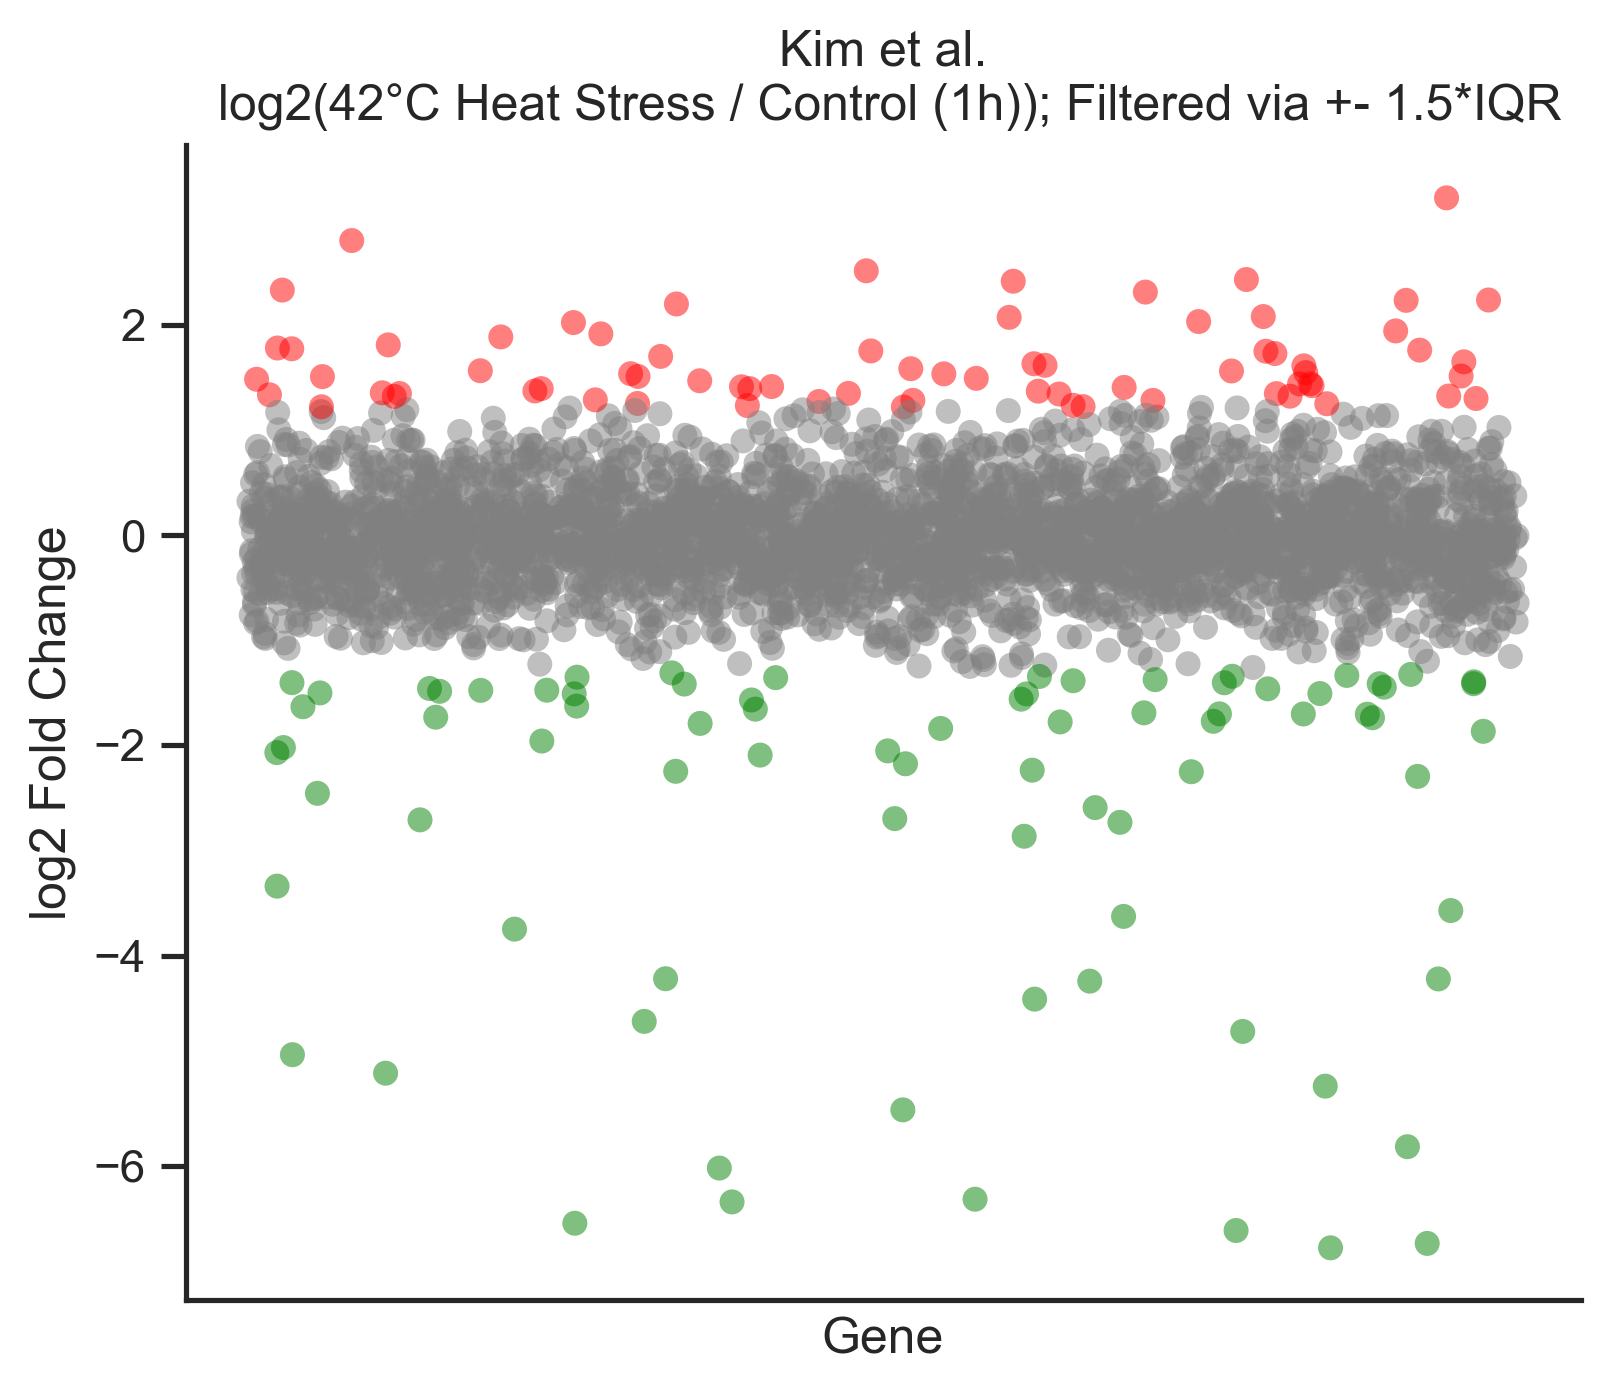 Kim et al.
log2(42°C Heat Stress / Control (1h)); Filtered via +- 1.5*IQR
2
0
−2
−4
−6
log2 Fold Change
Gene